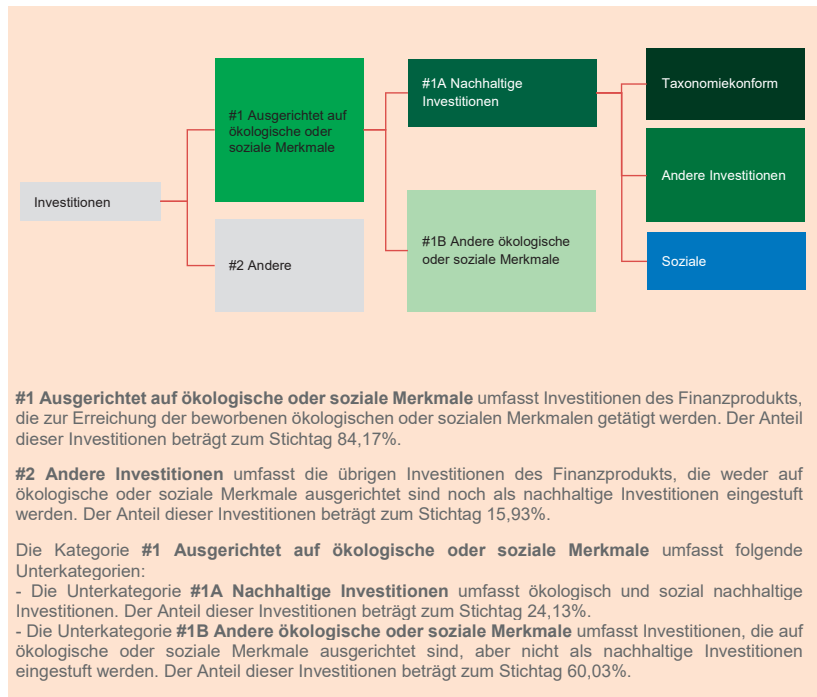 Investitionen
#1 Ausgerichtet auf
ökologische oder
soziale Merkmale
#2 Andere
#1A Nachhaltige
Investitionen
#1B Andere ökologische
oder soziale Merkmale
Taxonomiekonform
Andere Investitionen
Soziale
#1 Ausgerichtet auf ökologische oder soziale Merkmale umfasst Investitionen des Finanzprodukts,
die zur Erreichung der beworbenen ökologischen oder sozialen Merkmalen getätigt werden. Der Anteil
dieser Investitionen beträgt zum Stichtag 84,17%.
#2 Andere Investitionen umfasst die übrigen Investitionen des Finanzprodukts, die weder auf
ökologische oder soziale Merkmale ausgerichtet sind noch als nachhaltige Investitionen eingestuft
werden. Der Anteil dieser Investitionen beträgt zum Stichtag 15,93%.
Die Kategorie #1 Ausgerichtet auf ökologische oder soziale Merkmale umfasst folgende
Unterkategorien:
- Die Unterkategorie #1A Nachhaltige Investitionen umfasst ökologisch und sozial nachhaltige
Investitionen. Der Anteil dieser Investitionen beträgt zum Stichtag 24,13%.
- Die Unterkategorie #1B Andere ökologische oder soziale Merkmale umfasst Investitionen, die auf
ökologische oder soziale Merkmale ausgerichtet sind, aber nicht als nachhaltige Investitionen
eingestuft werden. Der Anteil dieser Investitionen beträgt zum Stichtag 60,03%.